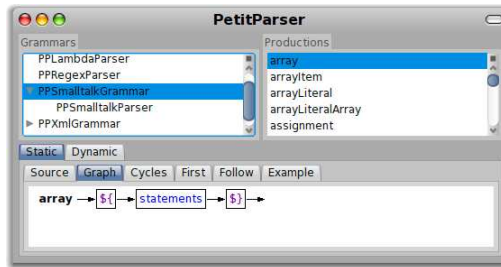 PetitParser
Grammars
PPLambdaParser
PPRegexParser
PPSmalltalkGrammar
PPSmalltalkParser
PPXmlGrammar
Productions
array
arrayItem
arrayLiteral
arrayLiteralArray
assignment
Static Dynamic
Source Graph Cycles First Follow Example
array ${ statements $}